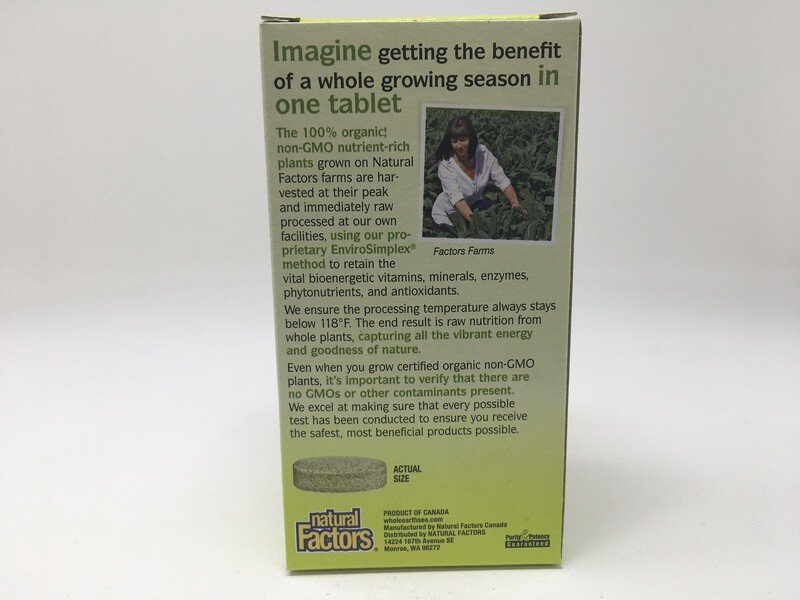 Imagine getting the benefit
of a whole growing season in
one tablet
The 100% organic‡
non-GMO nutrient-rich
plants grown on Natural
Factors farms are har-
vested at their peak
and immediately raw
processed at our own
facilities, using our pro-
prietary EnviroSimplex®
method to retain the
vital bioenergetic vitamins, minerals, enzymes,
phytonutrients, and antioxidants.
Factors Farms
We ensure the processing temperature always stays
below 118°F. The end result is raw nutrition from
whole plants, capturing all the vibrant energy
and goodness of nature.
Even when you grow certified organic non-GMO
plants, it's important to verify that there are
no GMOs or other contaminants present.
We excel at making sure that every possible
test has been conducted to ensure you receive
the safest, most beneficial products possible.
ACTUAL
SIZE
natural
Factors®
PRODUCT OF CANADA
wholeearthsea.com
Manufactured by Natural Factors Canada
Distributed by NATURAL FACTORS
14224 167th Avenue SE
Monroe, WA 98272
Purity Potency
Guaranteed